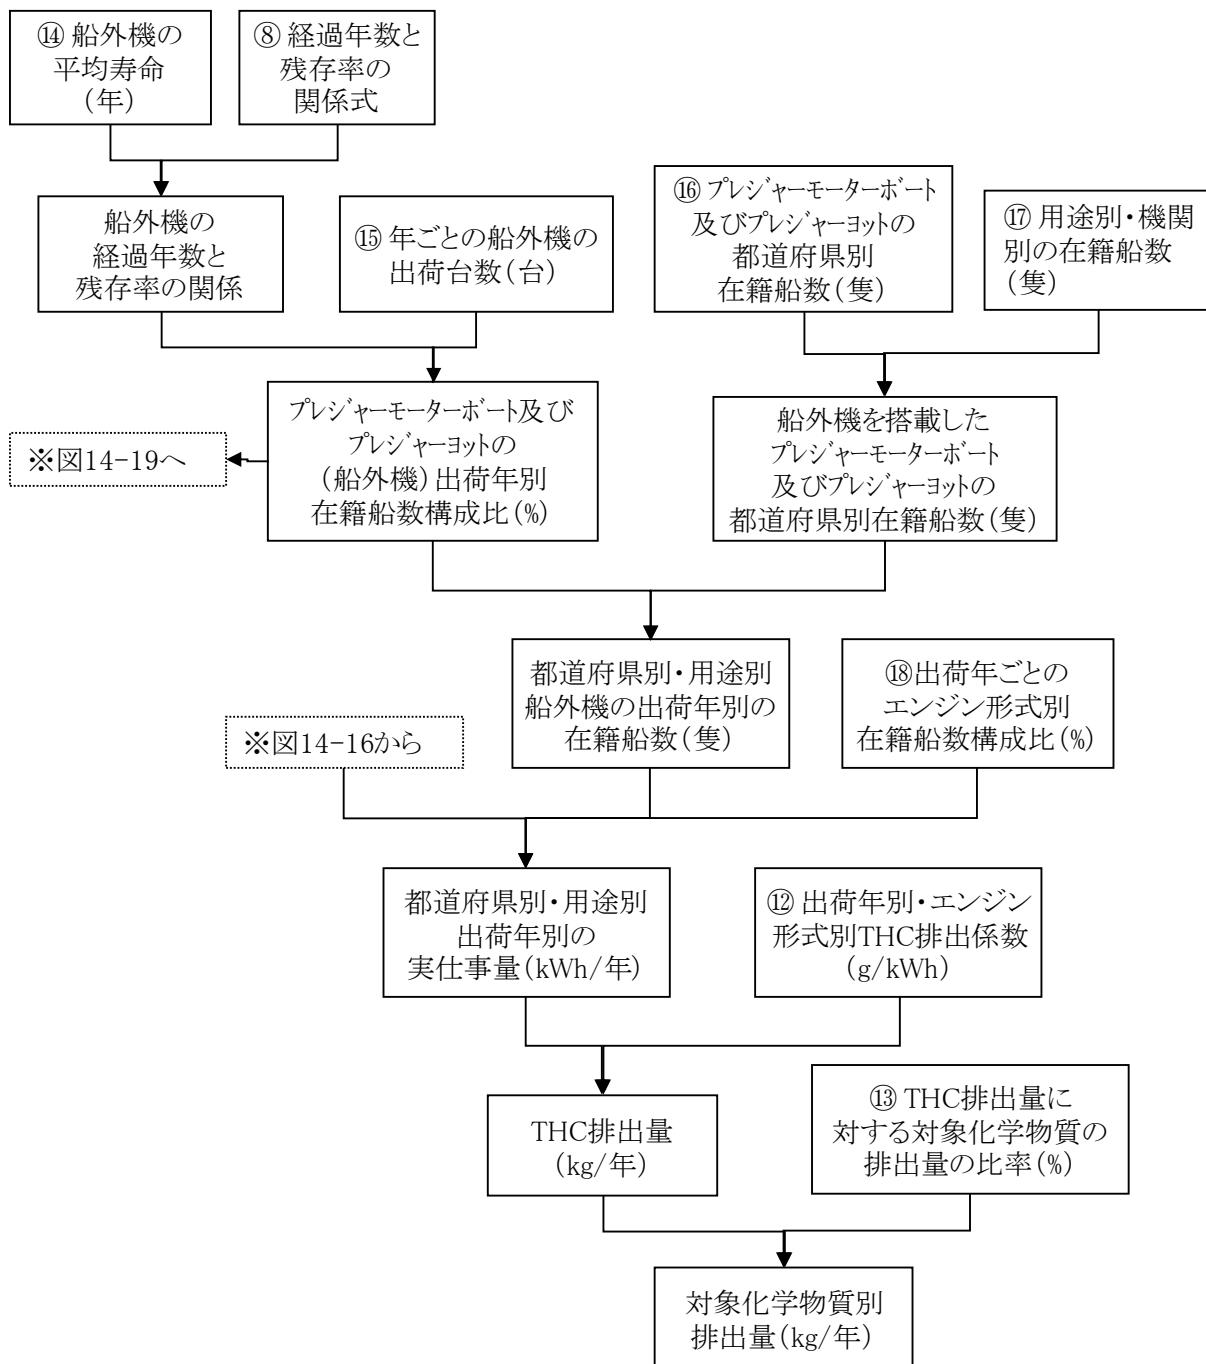 ⑭ 船外機の
平均寿命
(年)
⑧ 経過年数と
残存率の
関係式
船外機の
経過年数と
残存率の関係
⑮ 年ごとの船外機の
出荷台数(台)
⑯ プレジャーモーターボート
及びプレジャーヨットの
都道府県別
在籍船数(隻)
⑰ 用途別・機関
別の在籍船数
(隻)
※図14-19へ
プレジャーモーターボート及び
プレジャーヨットの
(船外機)出荷年別
在籍船数構成比(%)
船外機を搭載した
プレジャーモーターボート
及びプレジャーヨットの
都道府県別在籍船数(隻)
※図14-16から
都道府県別・用途別
船外機の出荷年別の
在籍船数(隻)
⑱出荷年ごとの
エンジン形式別
在籍船数構成比(%)
都道府県別・用途別
出荷年別の
実仕事量(kWh/年)
⑫ 出荷年別・エンジン
形式別THC排出係数
(g/kWh)
THC排出量
(kg/年)
⑬ THC排出量に
対する対象化学物質の
排出量の比率(%)
対象化学物質別
排出量(kg/年)